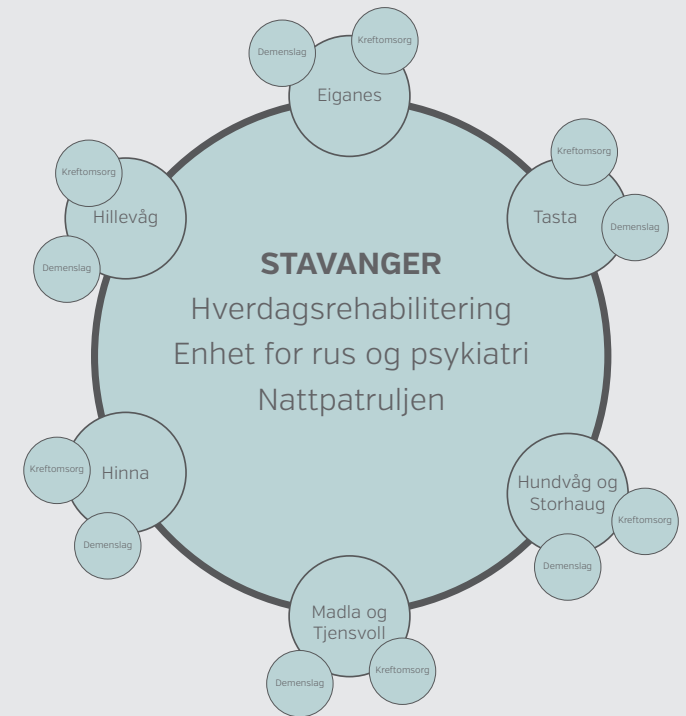 Demenslag
Kreftomsorg
Eiganes
Kreftomsorg
Tasta
Demenslag
Kreftomsorg
Hillevåg
Demenslag
STAVANGER
Hverdagsrehabilitering
Enhet for rus og psykiatri
Nattpatruljen
Kreftomsorg
Hinna
Demenslag
Hundvåg og
Storhaug
Kreftomsorg
Demenslag
Madla og
Tjensvoll
Demenslag
Kreftomsorg